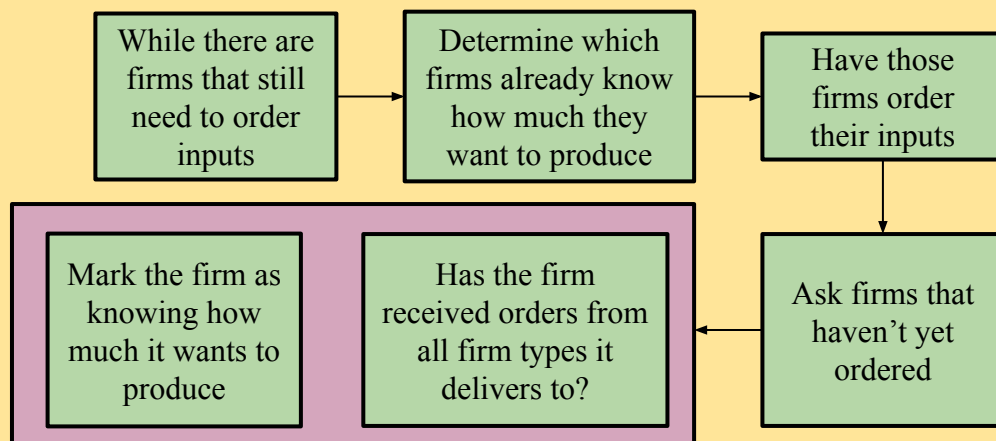 While there are
firms that still
need to order
inputs
Determine which
firms already know
how much they
want to produce
Have those
firms order
their inputs
Ask firms that
haven’t yet
ordered
Has the firm
received orders from
all firm types it
delivers to?
Mark the firm as
knowing how
much it wants to
produce